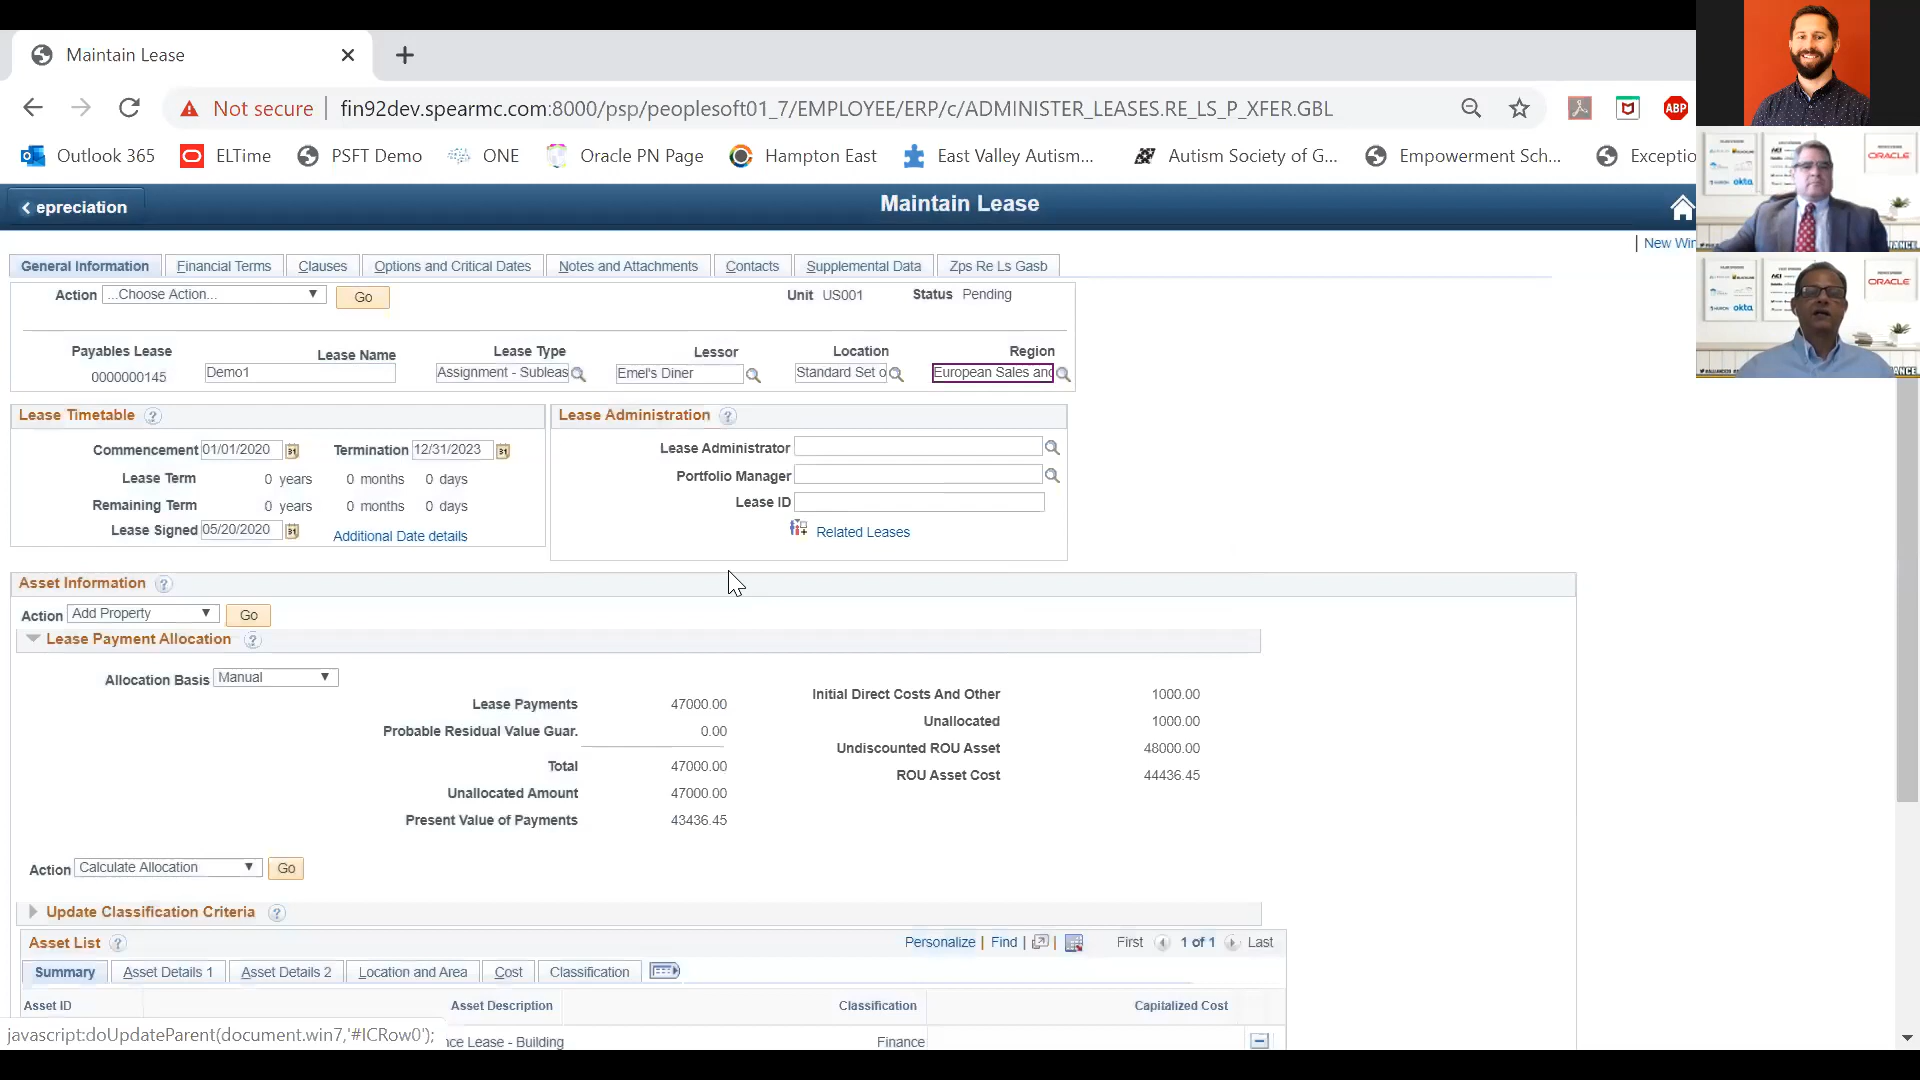 Maintain Lease
Not secure fin92dev.spearmc.com:8000/psp/peoplesoft01_7/EMPLOYEE/ERP/c/ADMINISTER_LEASES.RE_LS_P_XFER.GBL
ABP
Outlook 365 ELTime PSFT Demo ONE Oracle PN Page Hampton East East Valley Autism... Autism Society of G... Empowerment Sch... Exceptio
epreciation
Maintain Lease
New Win
General Information Financial Terms Clauses Options and Critical Dates Notes and Attachments Contacts Supplemental Data Zps Re Ls Gasb
Action ...Choose Action... Go Unit US001 Status Pending
Payables Lease Lease Name Lease Type Lessor Location Region
0000000145 Demo1 Assignment - Subleas Emel's Diner Standard Set o European Sales and
Lease Timetable
Commencement 01/01/2020 Termination 12/31/2023
Lease Term 0 years 0 months 0 days
Remaining Term 0 years 0 months 0 days
Lease Signed 05/20/2020 Additional Date details
Lease Administration
Lease Administrator
Portfolio Manager
Lease ID
Related Leases
Asset Information
Action Add Property Go
Lease Payment Allocation
Allocation Basis Manual
Lease Payments 47000.00
Probable Residual Value Guar. 0.00
Total 47000.00
Unallocated Amount 47000.00
Present Value of Payments 43436.45
Initial Direct Costs And Other 1000.00
Unallocated 1000.00
Undiscounted ROU Asset 48000.00
ROU Asset Cost 44436.45
Action Calculate Allocation Go
Update Classification Criteria
Asset List Personalize | Find | | First 1 of 1 Last
Summary Asset Details 1 Asset Details 2 Location and Area Cost Classification
Asset ID Asset Description Classification Capitalized Cost
nce Lease - Building Finance
javascript:doUpdateParent(document.win7,'#ICRow0');
ORACLE
okta
ANCE
ORACLE
okta
ANCE